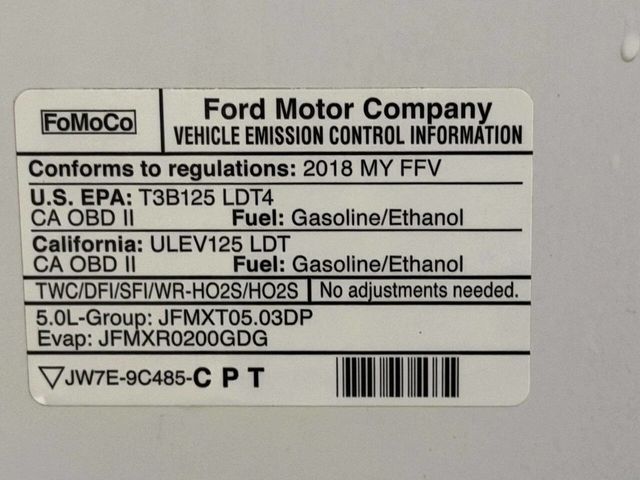 FoMoCo
Ford Motor Company
VEHICLE EMISSION CONTROL INFORMATION
Conforms to regulations: 2018 MY FFV
U.S. EPA: T3B125 LDT4
CA OBD II Fuel: Gasoline/Ethanol
California: ULEV125 LDT
CA OBD II Fuel: Gasoline/Ethanol
TWC/DFI/SFI/WR-HO2S/HO2S No adjustments needed.
5.0L-Group: JFMXT05.03DP
Evap: JFMXR0200GDG
JW7E-9C485-C P T